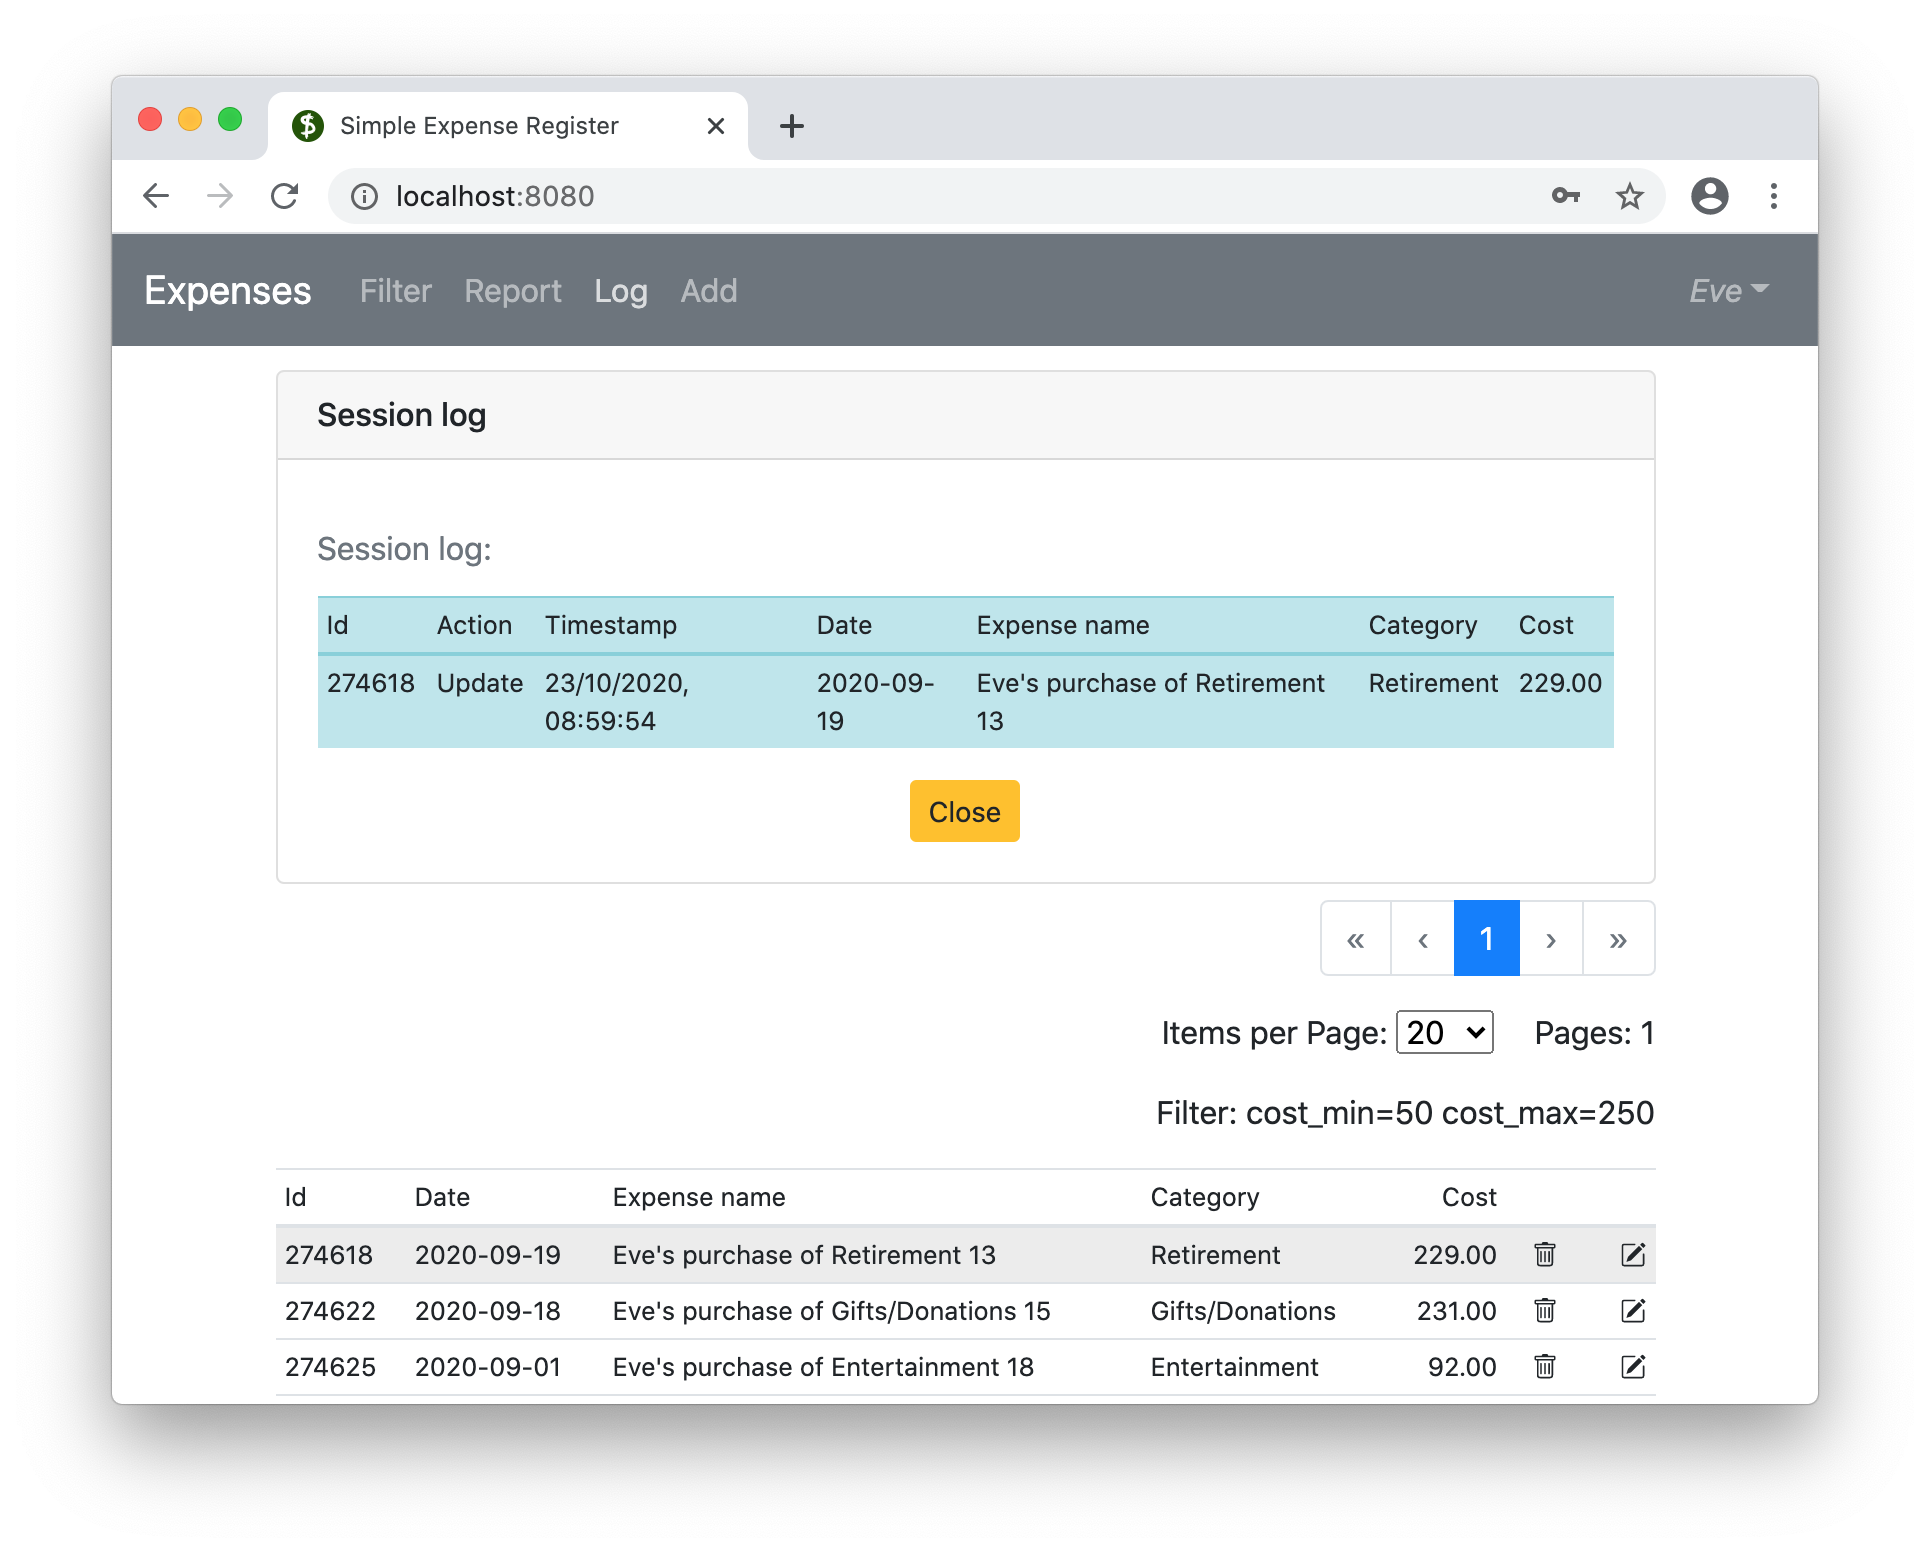 Simple Expense Register
localhost:8080
Expenses Filter Report Log Add Eve
Session log
Session log:
Id Action Timestamp Date Expense name Category Cost
274618 Update 23/10/2020, 2020-09- Eve's purchase of Retirement Retirement 229.00
08:59:54 19 13
Close
« ‹ 1 › »
Items per Page: 20 Pages: 1
Filter: cost_min=50 cost_max=250
Id Date Expense name Category Cost
274618 2020-09-19 Eve's purchase of Retirement 13 Retirement 229.00
274622 2020-09-18 Eve's purchase of Gifts/Donations 15 Gifts/Donations 231.00
274625 2020-09-01 Eve's purchase of Entertainment 18 Entertainment 92.00